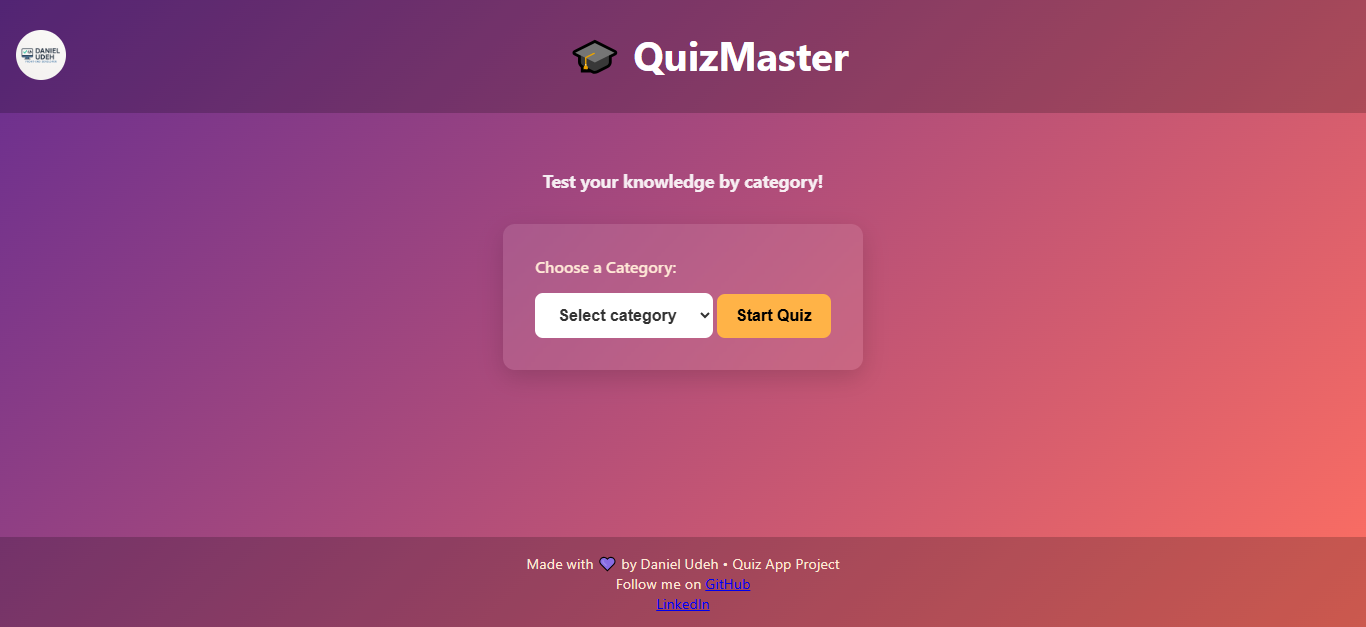 DANIEL
UDEH
🎓 QuizMaster
Test your knowledge by category!
Choose a Category:
Select category
Start Quiz
Made with 💜 by Daniel Udeh • Quiz App Project
Follow me on GitHub
LinkedIn